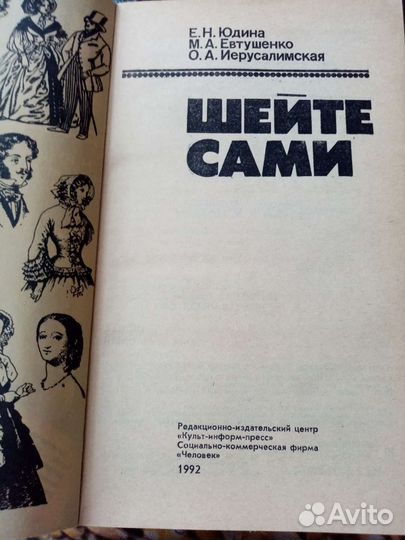 Е. Н. Юдина
М. А. Евтушенко
О. А. Иерусалимская
ШЕЙТЕ
САМИ
Редакционно-издательский центр
«Культ-информ-пресс»
Социально-коммерческая фирма
«Человек»
1992
Avito